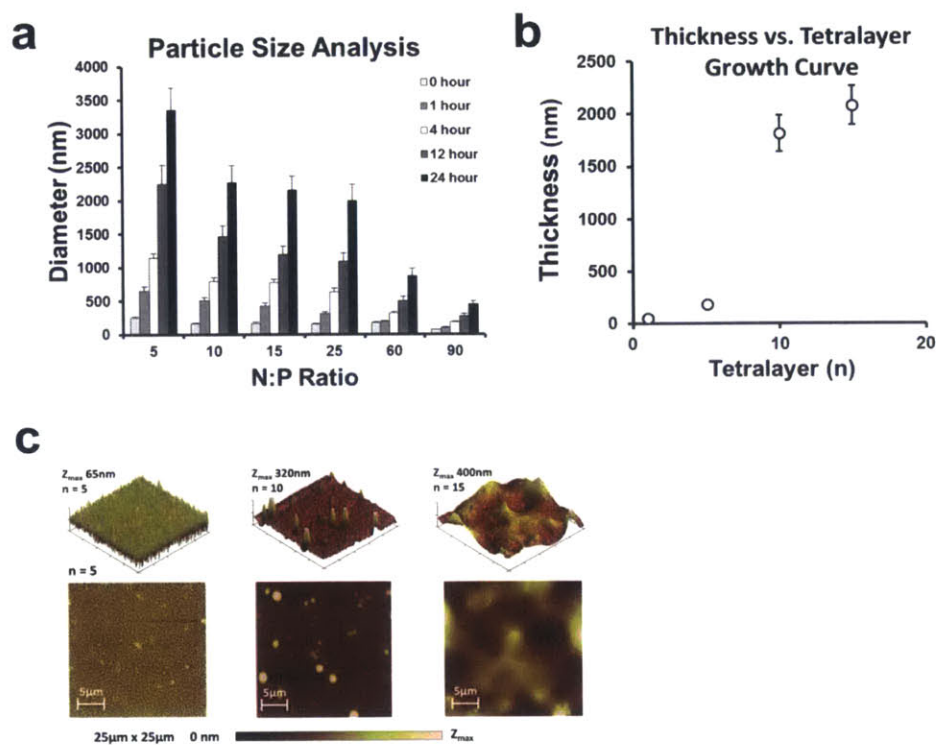 a
Particle Size Analysis
4000
3500
3000
2500
2000
1500
1000
500
0
Diameter (nm)
0 hour
1 hour
4 hour
12 hour
24 hour
5 10 15 25 60 90
N:P Ratio
b
Thickness vs. Tetralayer
Growth Curve
2500
2000
1500
1000
500
0
Thickness (nm)
0 10 20
Tetralayer (n)
c
Zmax 65nm
n = 5
Zmax 320nm
n = 10
Zmax 400nm
n = 15
n = 5
5μm
5μm
5μm
25μm x 25μm 0 nm Zmax